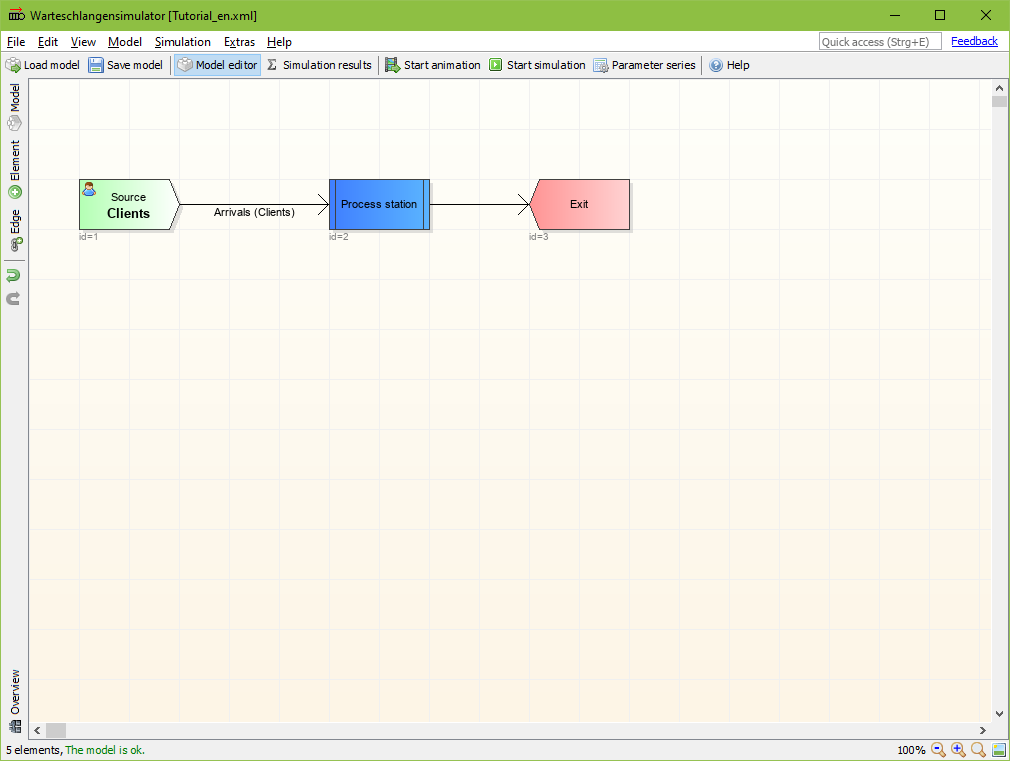 Warteschlangensimulator [Tutorial_en.xml]
File Edit View Model Simulation Extras Help Quick access (Strg+E) Feedback
Load model Save model Model editor Σ Simulation results Start animation Start simulation Parameter series Help
Model
Element
Edge
Overview
Source
Clients
id=1
Arrivals (Clients)
Process station
id=2
Exit
id=3
5 elements, The model is ok. 100%